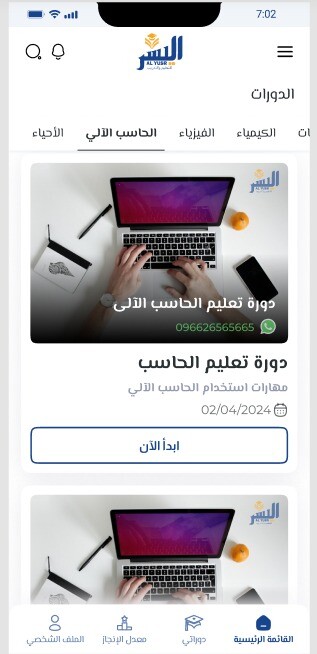 7:02
اليسر
AL YUSR
الدورات
الكيمياء
الفيزياء
الحاسب الآلي
الأحياء
اليسر
دورة تعليم الحاسب الآلى
096626565665
دورة تعليم الحاسب
مهارات استخدام الحاسب الآلي
02/04/2024
ابدأ الآن
اليسر
القائمة الرئيسية
دوراتي
معدل الإنجاز
الملف الشخصي